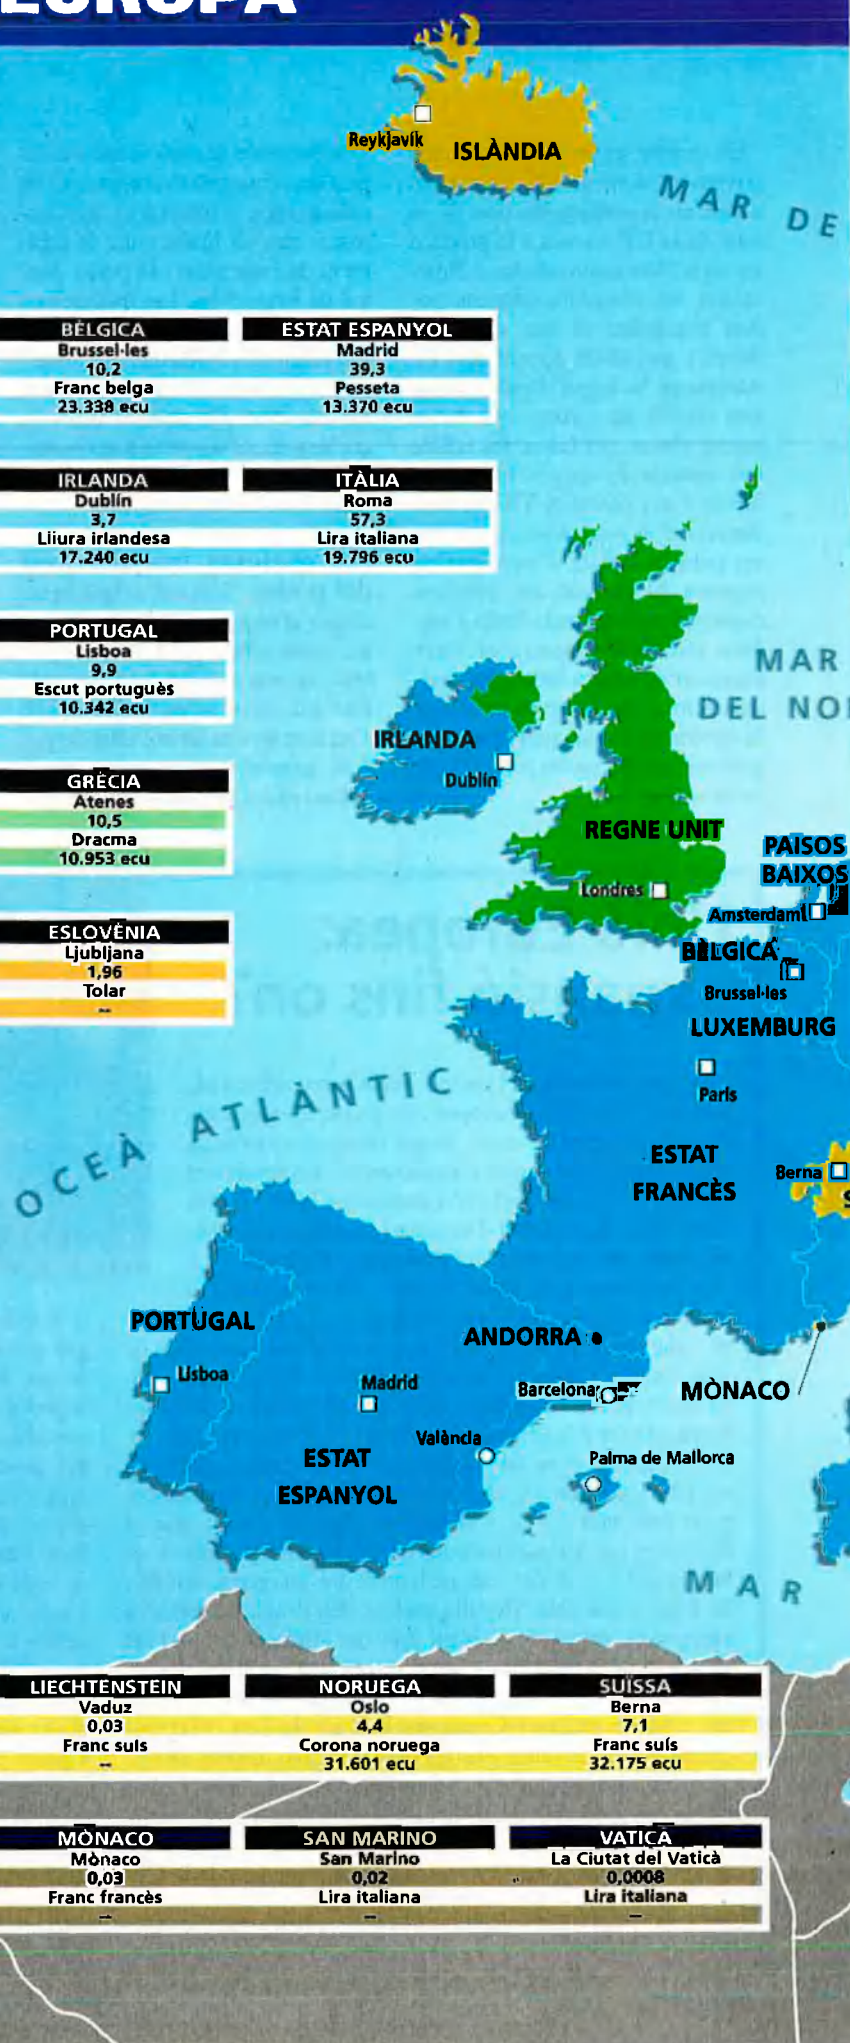 EUROPA
Reykjavík
ISLÀNDIA
MAR DE
BÈLGICA
Brussel·les
10,2
Franc belga
23.338 ecu
ESTAT ESPANYOL
Madrid
39,3
Pesseta
13.370 ecu
IRLANDA
Dublín
3,7
Lliura irlandesa
17.240 ecu
ITÀLIA
Roma
57,3
Lira italiana
19.796 ecu
PORTUGAL
Lisboa
9,9
Escut portuguès
10.342 ecu
GRÈCIA
Atenes
10,5
Dracma
10.953 ecu
ESLOVÈNIA
Ljubljana
1,96
Tolar
--
MAR
DEL NO
IRLANDA
Dublín
REGNE UNIT
Londres
PAÏSOS
BAIXOS
Amsterdam
BÈLGICA
Brussel·les
LUXEMBURG
París
OCEÀ ATLÀNTIC
ESTAT
FRANCÈS
Berna
S
PORTUGAL
Lisboa
ANDORRA
Madrid
Barcelona
MÒNACO
València
ESTAT
ESPANYOL
Palma de Mallorca
MAR
LIECHTENSTEIN
Vaduz
0,03
Franc suís
--
NORUEGA
Oslo
4,4
Corona noruega
31.601 ecu
SUÏSSA
Berna
7,1
Franc suís
32.175 ecu
MÒNACO
Mònaco
0,03
Franc francès
--
SAN MARINO
San Marino
0,02
Lira italiana
--
VATICÀ
La Ciutat del Vaticà
0,0008
Lira italiana
--